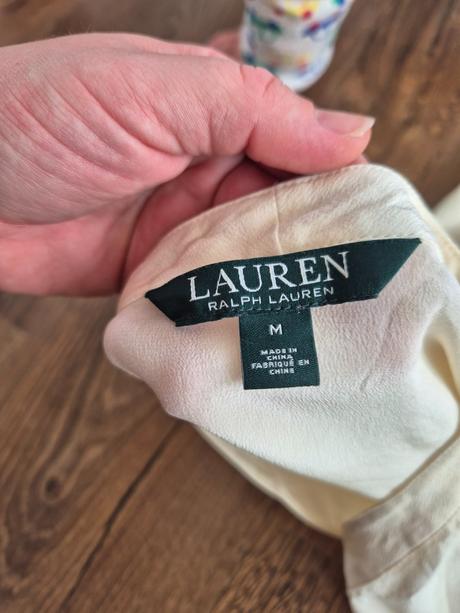 LAUREN
RALPH LAUREN
M
MADE IN
CHINA
FABRIQUÉ EN
CHINE